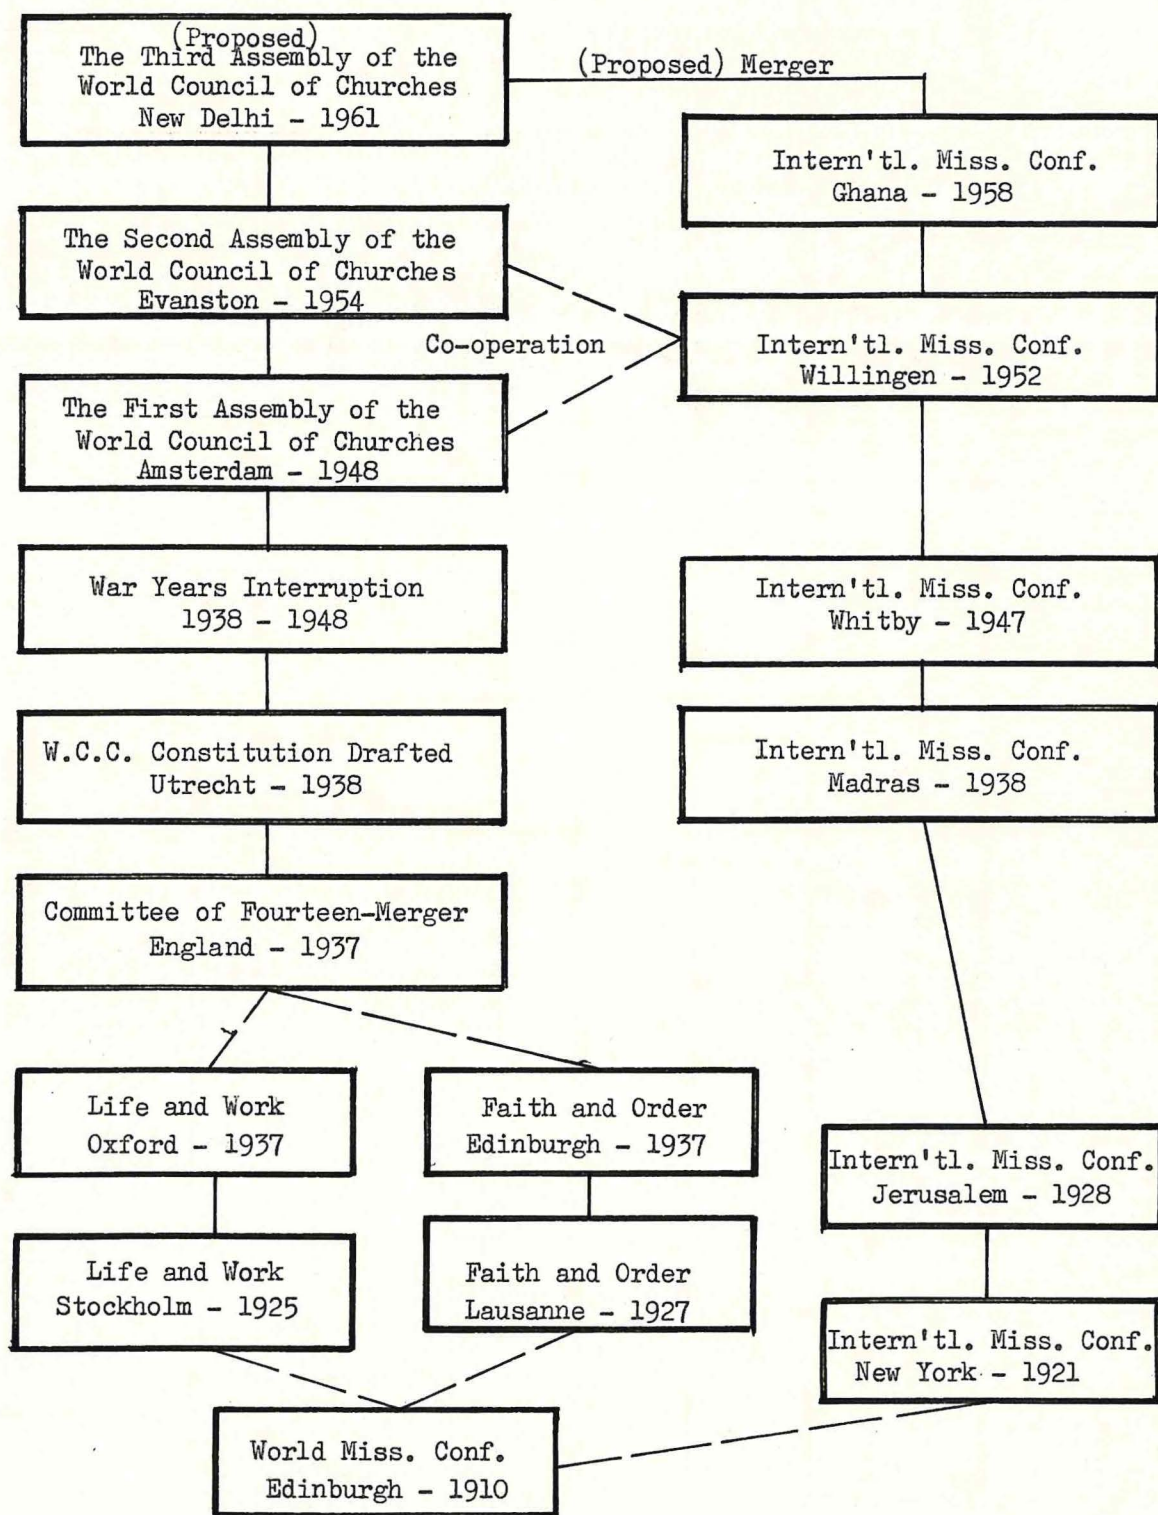 (Proposed)
The Third Assembly of the
World Council of Churches
New Delhi - 1961
(Proposed) Merger
Intern'tl. Miss. Conf.
Ghana - 1958
The Second Assembly of the
World Council of Churches
Evanston - 1954
Co-operation
Intern'tl. Miss. Conf.
Willingen - 1952
The First Assembly of the
World Council of Churches
Amsterdam - 1948
War Years Interruption
1938 - 1948
Intern'tl. Miss. Conf.
Whitby - 1947
W.C.C. Constitution Drafted
Utrecht - 1938
Intern'tl. Miss. Conf.
Madras - 1938
Committee of Fourteen-Merger
England - 1937
Life and Work
Oxford - 1937
Faith and Order
Edinburgh - 1937
Intern'tl. Miss. Conf.
Jerusalem - 1928
Life and Work
Stockholm - 1925
Faith and Order
Lausanne - 1927
Intern'tl. Miss. Conf.
New York - 1921
World Miss. Conf.
Edinburgh - 1910